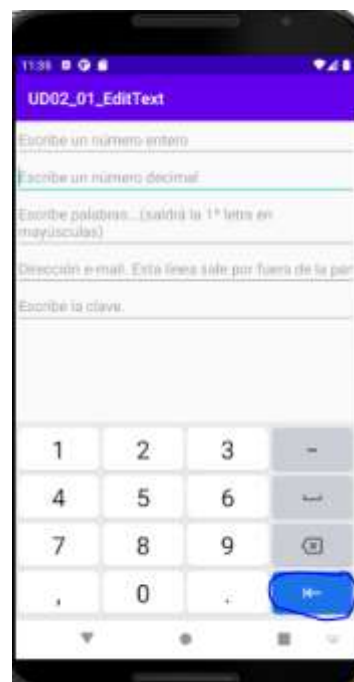 11:36
UD02_01_EditText
Escribe un número entero
Escribe un número decimal
Escribe palabras...(saldrá la 1ª letra en
mayúsculas)
Dirección e-mail. Esta línea sale por fuera de la pan
Escribe la clave.
1 2 3 -
4 5 6
7 8 9
, 0 .